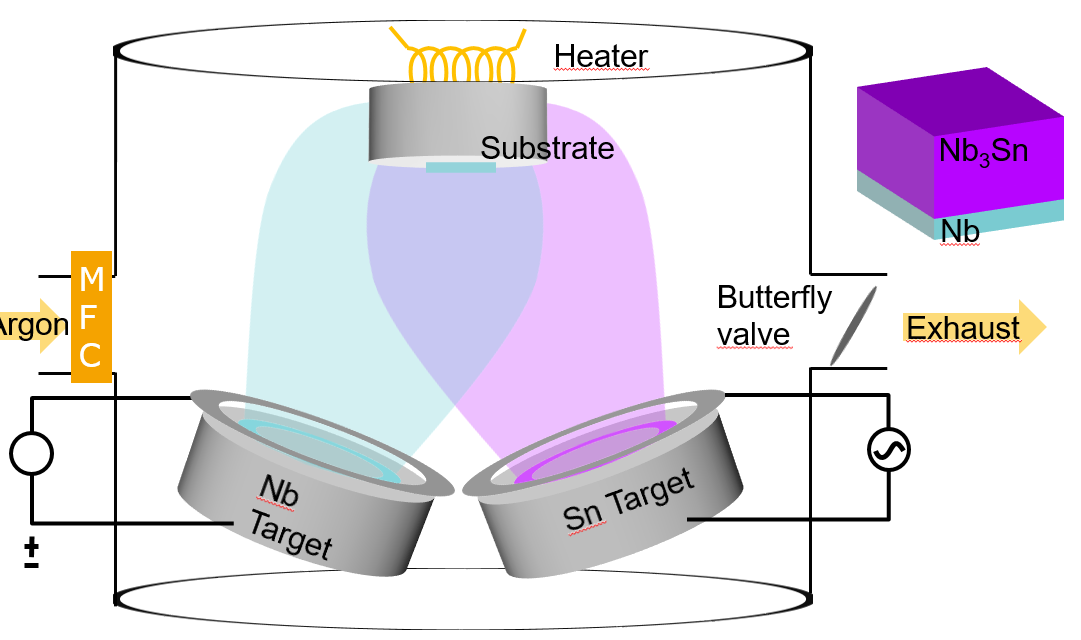 Heater
Substrate
Nb₃Sn
Nb
M
F
C
Argon
Butterfly
valve
Exhaust
Nb
Target
Sn Target
±